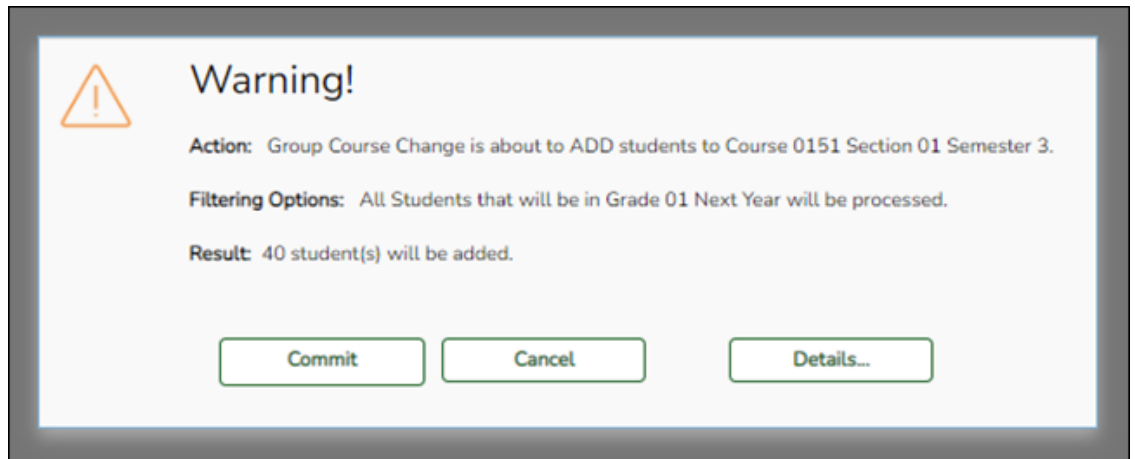 Warning!
Action: Group Course Change is about to ADD students to Course 0151 Section 01 Semester 3.
Filtering Options: All Students that will be in Grade 01 Next Year will be processed.
Result: 40 student(s) will be added.
Commit Cancel Details...